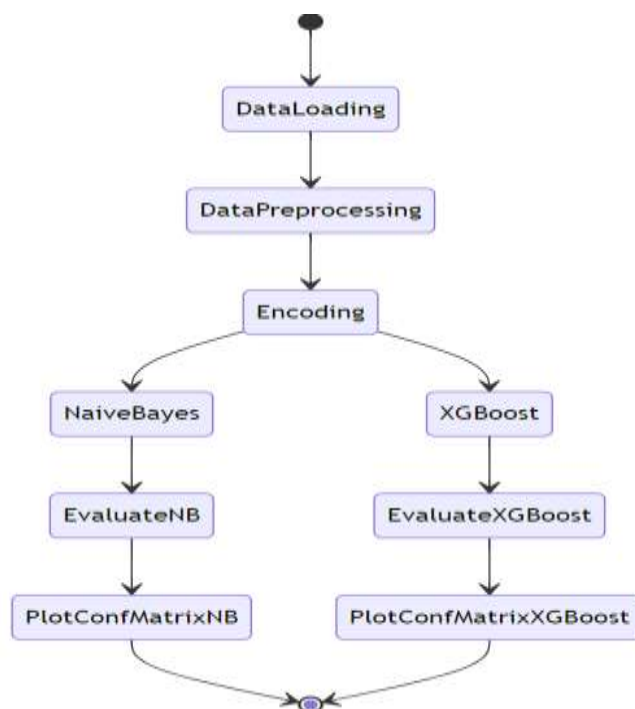 DataLoading
DataPreprocessing
Encoding
NaiveBayes
XGBoost
EvaluateNB
EvaluateXGBoost
PlotConfMatrixNB
PlotConfMatrixXGBoost